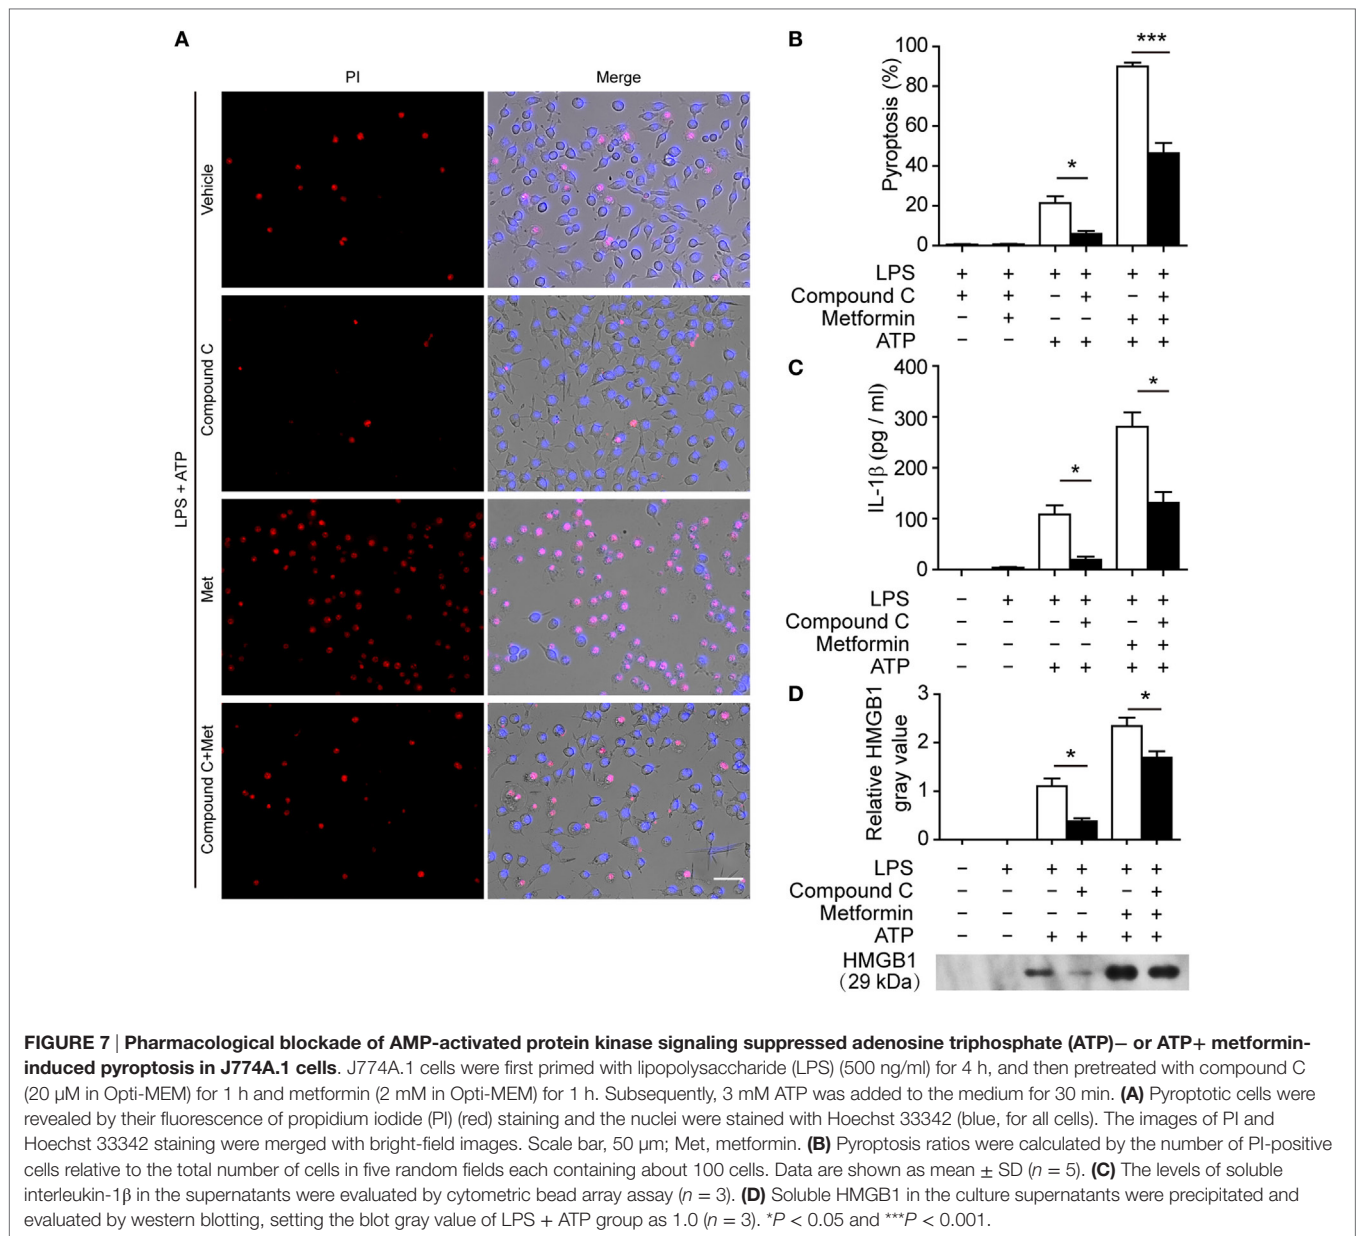 A
PI
Merge
LPS + ATP
Vehicle
Compound C
Met
Compound C+Met
B
***
*
Pyroptosis (%)
100
80
60
40
20
0
LPS + + + + + +
Compound C + + − + − +
Metformin − + − − + +
ATP − − + + + +
C
*
*
IL-1β (pg / ml)
400
300
200
100
0
LPS − + + + + +
Compound C − − − + − +
Metformin − − − − + +
ATP − − + + + +
D
*
*
Relative HMGB1
gray value
3
2
1
0
LPS − + + + + +
Compound C − − − + − +
Metformin − − − − + +
ATP − − + + + +
HMGB1
(29 kDa)
FIGURE 7 | Pharmacological blockade of AMP-activated protein kinase signaling suppressed adenosine triphosphate (ATP)− or ATP+ metformin-
induced pyroptosis in J774A.1 cells. J774A.1 cells were first primed with lipopolysaccharide (LPS) (500 ng/ml) for 4 h, and then pretreated with compound C
(20 µM in Opti-MEM) for 1 h and metformin (2 mM in Opti-MEM) for 1 h. Subsequently, 3 mM ATP was added to the medium for 30 min. (A) Pyroptotic cells were
revealed by their fluorescence of propidium iodide (PI) (red) staining and the nuclei were stained with Hoechst 33342 (blue, for all cells). The images of PI and
Hoechst 33342 staining were merged with bright-field images. Scale bar, 50 µm; Met, metformin. (B) Pyroptosis ratios were calculated by the number of PI-positive
cells relative to the total number of cells in five random fields each containing about 100 cells. Data are shown as mean ± SD (n = 5). (C) The levels of soluble
interleukin-1β in the supernatants were evaluated by cytometric bead array assay (n = 3). (D) Soluble HMGB1 in the culture supernatants were precipitated and
evaluated by western blotting, setting the blot gray value of LPS + ATP group as 1.0 (n = 3). *P < 0.05 and ***P < 0.001.